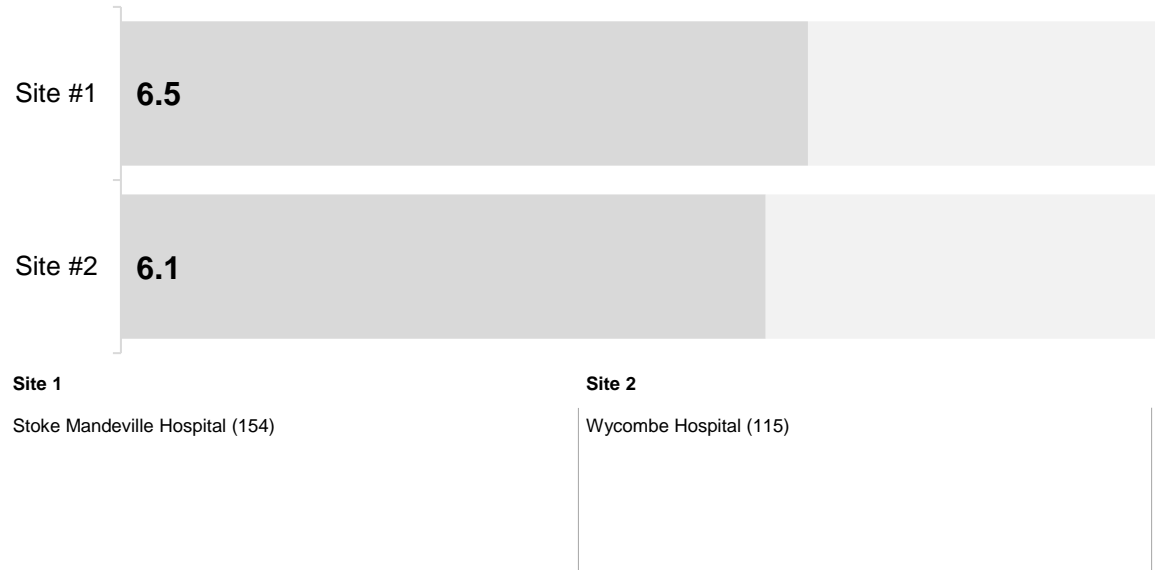 Site #1
6.5
Site #2
6.1
Site 1
Site 2
Stoke Mandeville Hospital (154)
Wycombe Hospital (115)